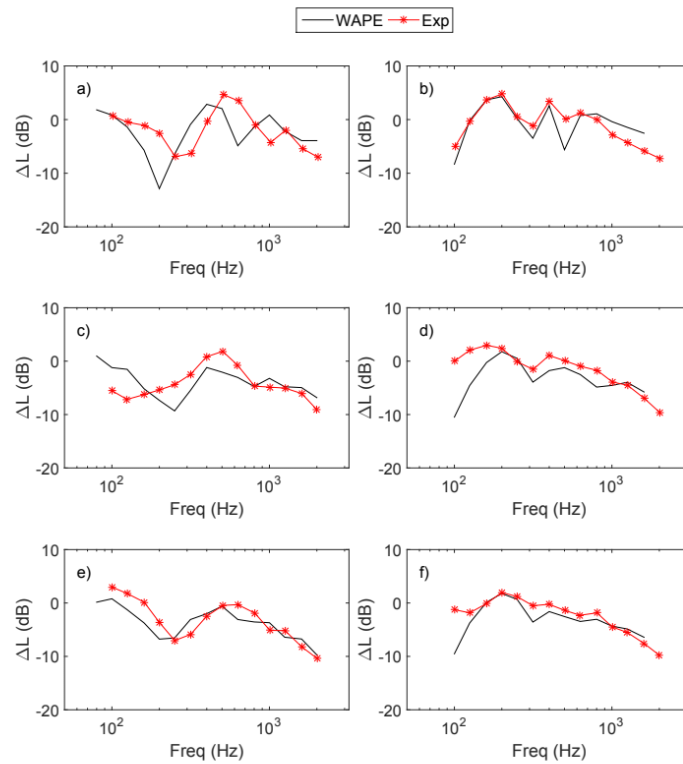 WAPE Exp
a) b)
10 10
0 0
-10 -10
-20 -20
ΔL (dB) ΔL (dB)
10² 10³ 10² 10³
Freq (Hz) Freq (Hz)
c) d)
10 10
0 0
-10 -10
-20 -20
ΔL (dB) ΔL (dB)
10² 10³ 10² 10³
Freq (Hz) Freq (Hz)
e) f)
10 10
0 0
-10 -10
-20 -20
ΔL (dB) ΔL (dB)
10² 10³ 10² 10³
Freq (Hz) Freq (Hz)